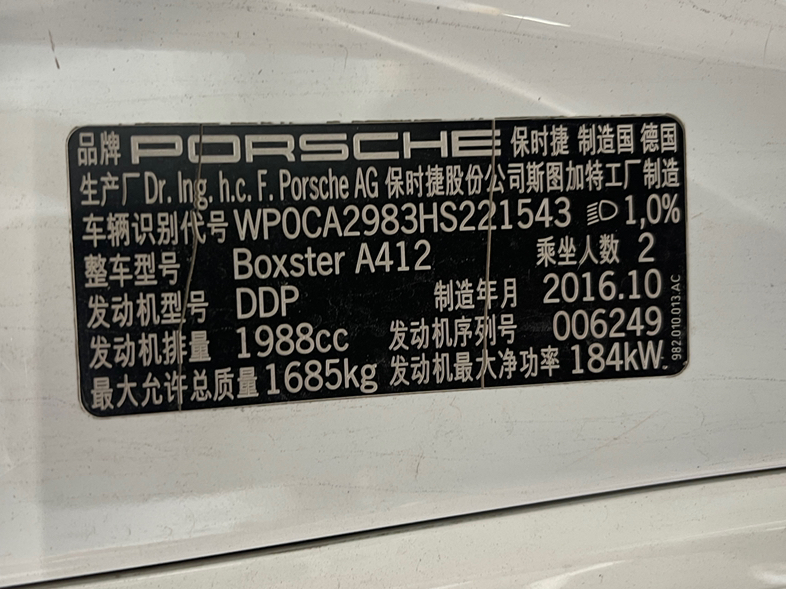 品牌 PORSCHE 保时捷 制造国 德国
生产厂 Dr. Ing. h.c. F. Porsche AG 保时捷股份公司斯图加特工厂制造
车辆识别代号 WP0CA2983HS221543 1,0%
整车型号 Boxster A412 乘坐人数 2
发动机型号 DDP 制造年月 2016.10
发动机排量 1988cc 发动机序列号 006249
最大允许总质量 1685kg 发动机最大净功率 184kW
982.010.013.AC